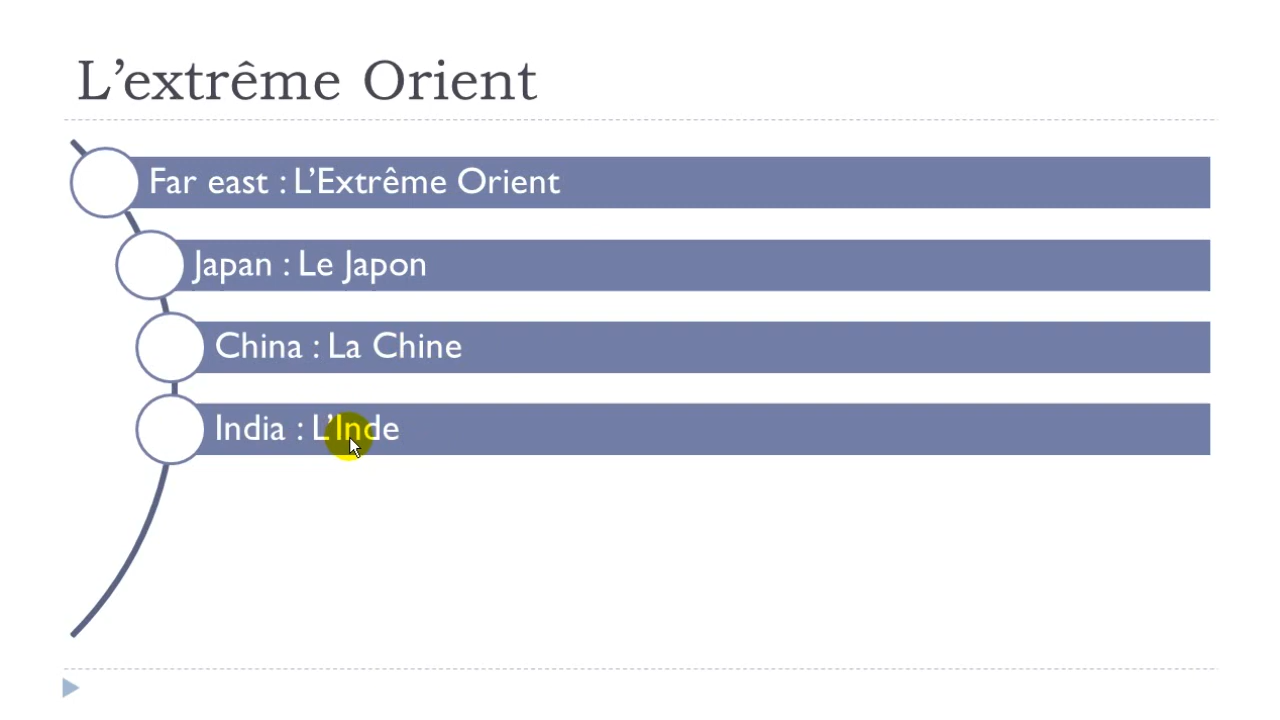 L’extrême Orient
Far east : L’Extrême Orient
Japan : Le Japon
China : La Chine
India : L’Inde